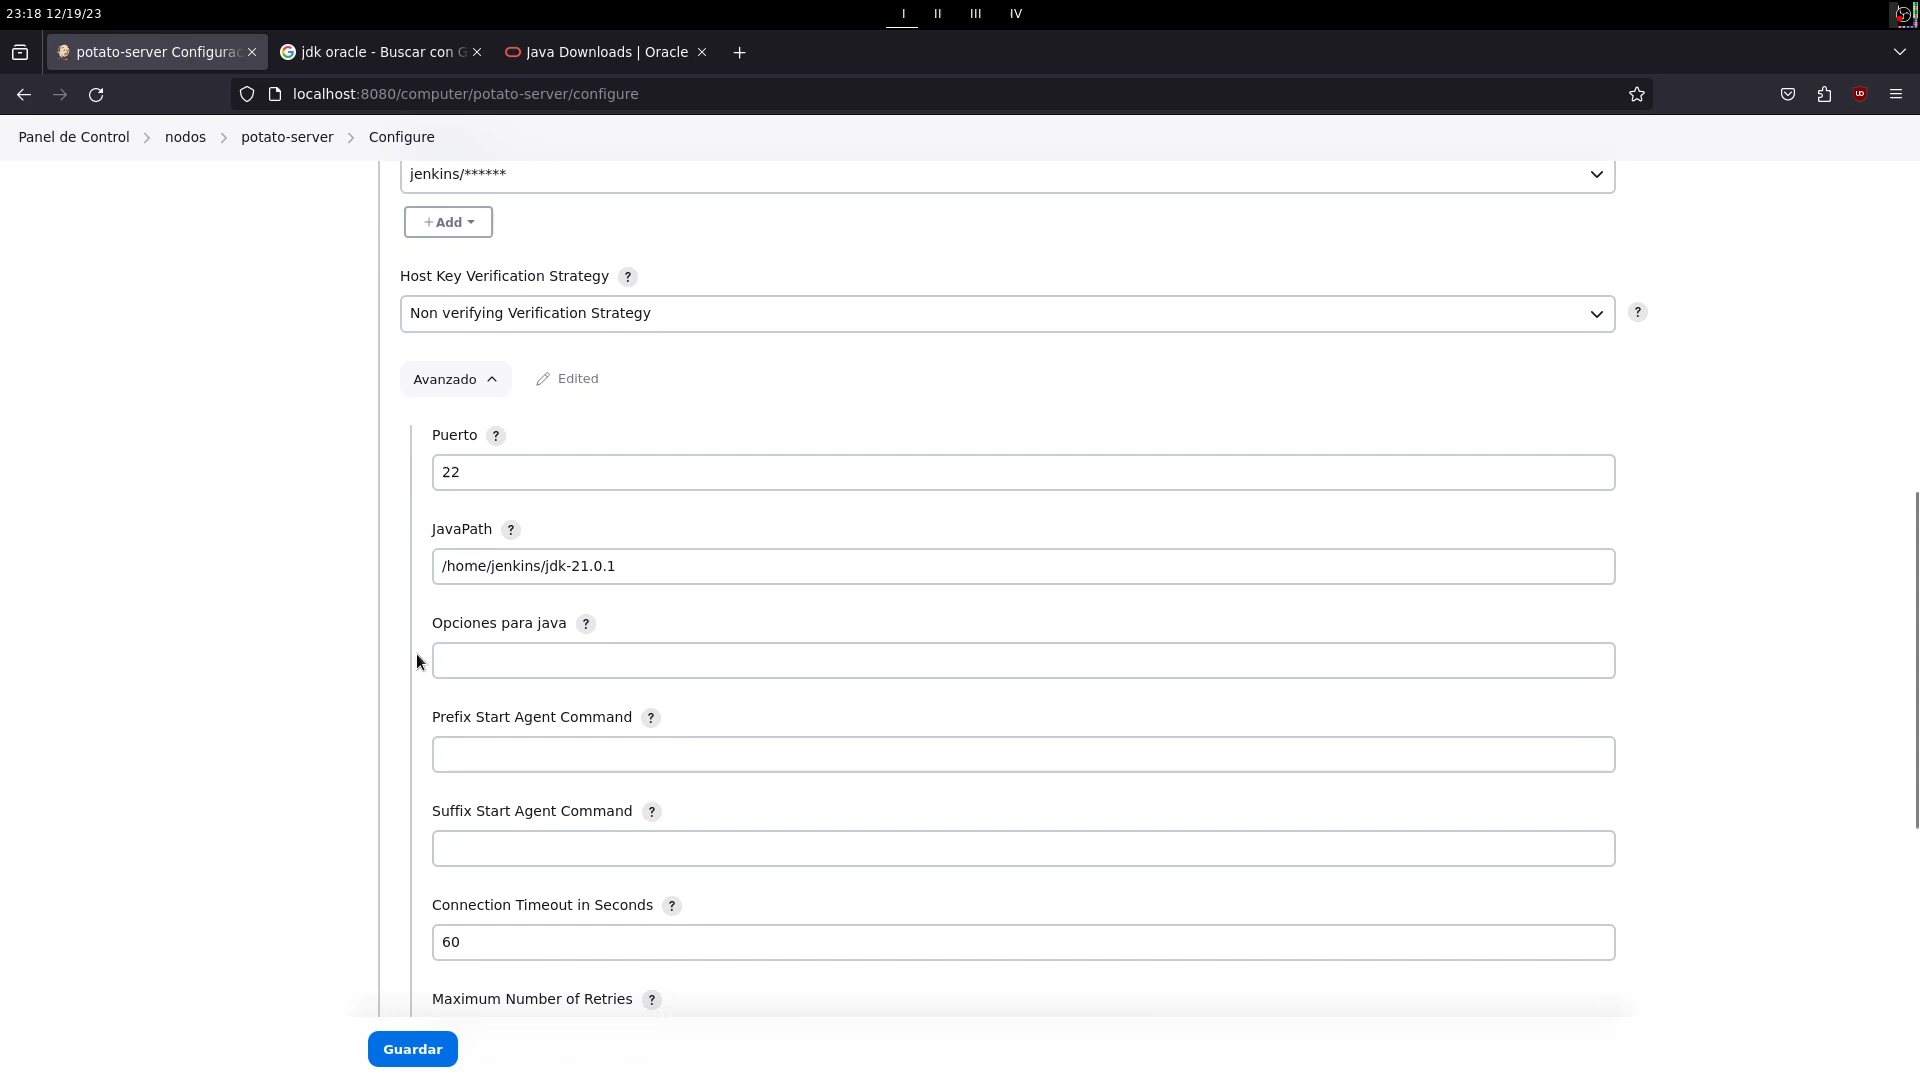 23:18 12/19/23
I II III IV
potato-server Configurac
jdk oracle - Buscar con G
Java Downloads | Oracle
localhost:8080/computer/potato-server/configure
Panel de Control > nodos > potato-server > Configure
jenkins/******
+Add
Host Key Verification Strategy ?
Non verifying Verification Strategy
?
Avanzado
Edited
Puerto ?
22
JavaPath ?
/home/jenkins/jdk-21.0.1
Opciones para java ?
Prefix Start Agent Command ?
Suffix Start Agent Command ?
Connection Timeout in Seconds ?
60
Maximum Number of Retries ?
Guardar